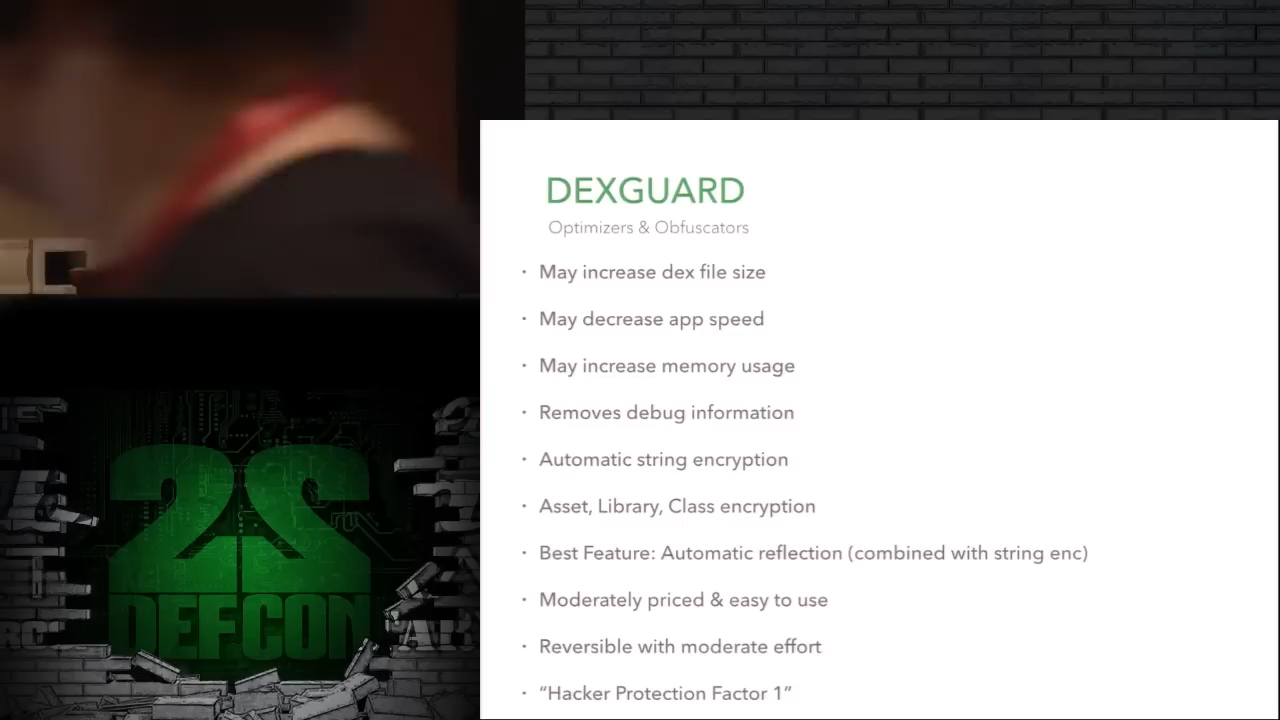 DEXGUARD
Optimizers & Obfuscators
· May increase dex file size
· May decrease app speed
· May increase memory usage
· Removes debug information
· Automatic string encryption
· Asset, Library, Class encryption
· Best Feature: Automatic reflection (combined with string enc)
· Moderately priced & easy to use
· Reversible with moderate effort
· “Hacker Protection Factor 1”
22
DEFCON